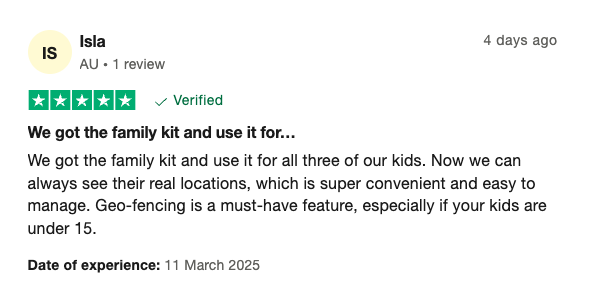 IS
Isla
4 days ago
AU • 1 review
Verified
We got the family kit and use it for…
We got the family kit and use it for all three of our kids. Now we can
always see their real locations, which is super convenient and easy to
manage. Geo-fencing is a must-have feature, especially if your kids are
under 15.
Date of experience: 11 March 2025